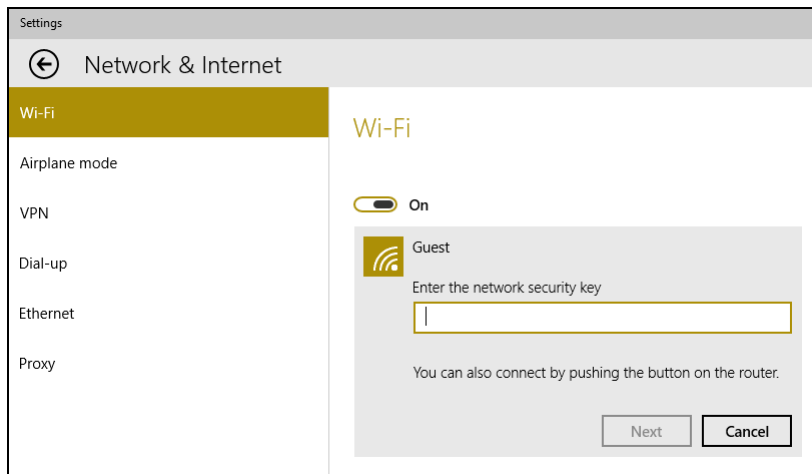 Settings
Network & Internet
Wi-Fi
Airplane mode
VPN
Dial-up
Ethernet
Proxy
Wi-Fi
On
Guest
Enter the network security key
You can also connect by pushing the button on the router.
Next
Cancel